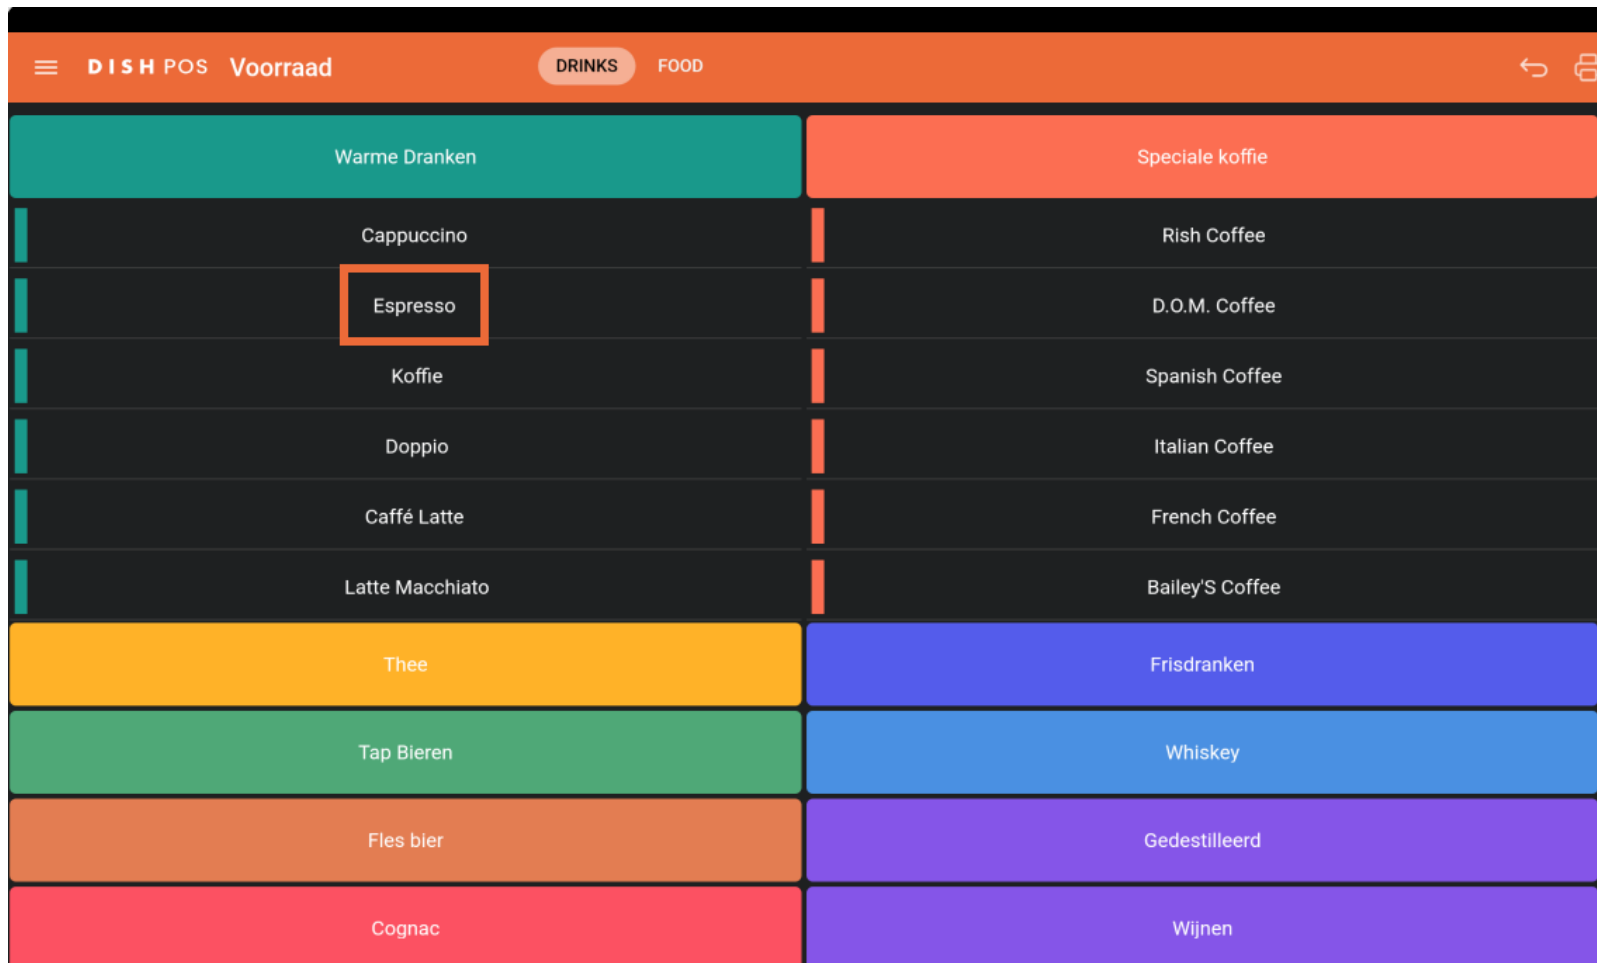 DISH POS Voorraad DRINKS FOOD
Warme Dranken
Cappuccino
Espresso
Koffie
Doppio
Caffé Latte
Latte Macchiato
Speciale koffie
Rish Coffee
D.O.M. Coffee
Spanish Coffee
Italian Coffee
French Coffee
Bailey'S Coffee
Thee
Frisdranken
Tap Bieren
Whiskey
Fles bier
Gedestilleerd
Cognac
Wijnen